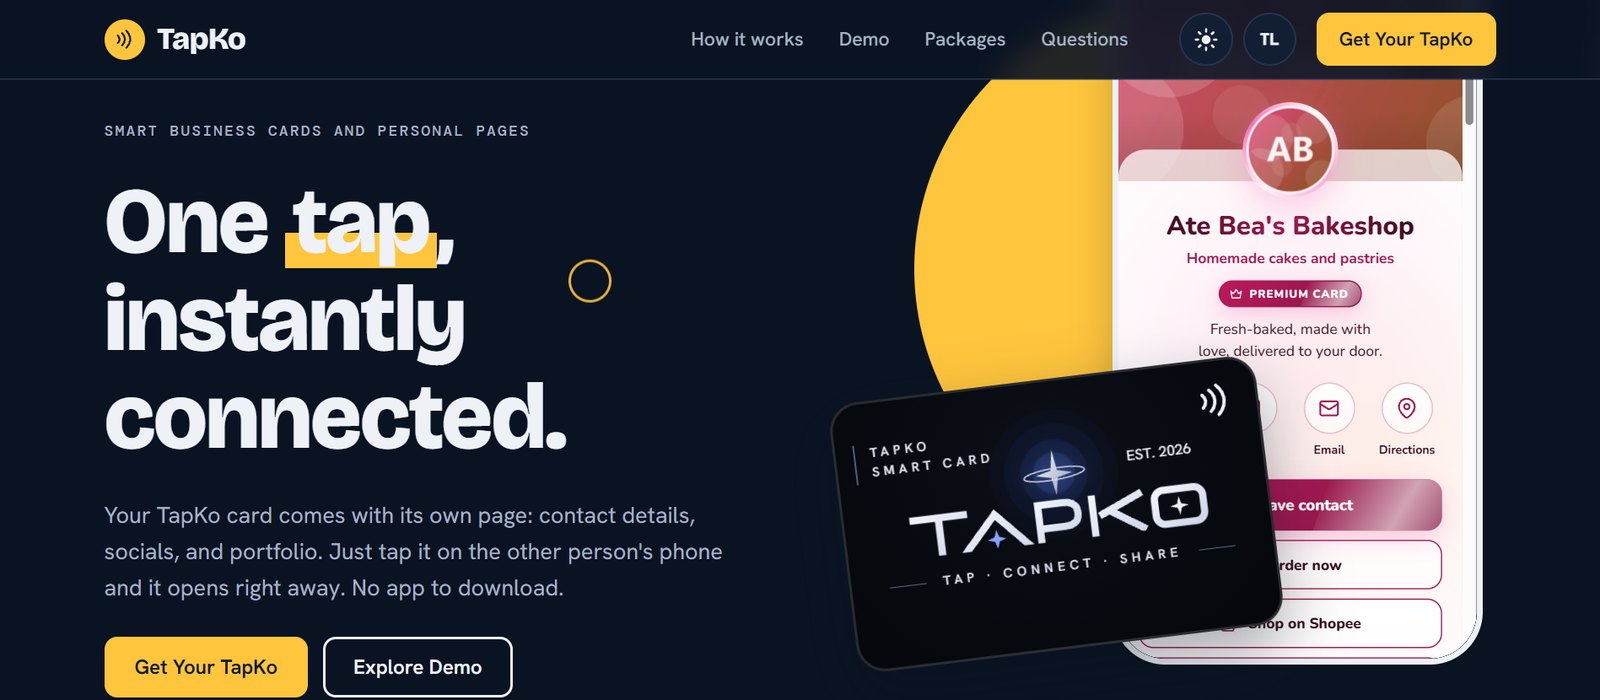 TapKo
How it works
Demo
Packages
Questions
TL
Get Your TapKo
SMART BUSINESS CARDS AND PERSONAL PAGES
One tap,
instantly
connected.
Your TapKo card comes with its own page: contact details,
socials, and portfolio. Just tap it on the other person's phone
and it opens right away. No app to download.
Get Your TapKo
Explore Demo
AB
Ate Bea's Bakeshop
Homemade cakes and pastries
PREMIUM CARD
Fresh-baked, made with
love, delivered to your door.
Email
Directions
contact
now
on Shopee
TAPKO
SMART CARD
EST. 2026
TAPKO
TAP · CONNECT · SHARE